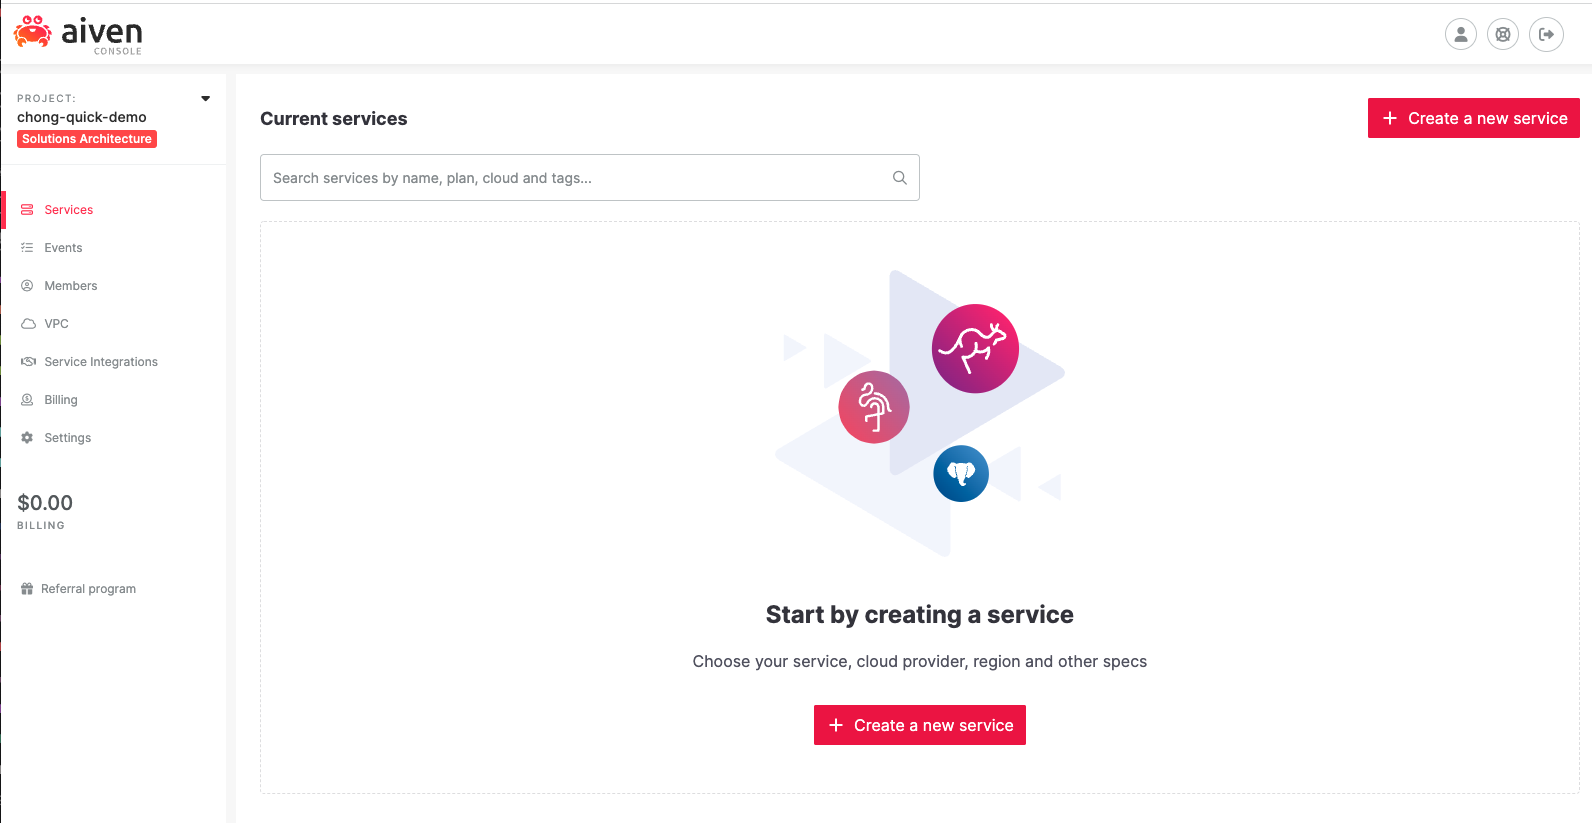 aiven
CONSOLE
PROJECT:
chong-quick-demo
Solutions Architecture
Services
Events
Members
VPC
Service Integrations
Billing
Settings
$0.00
BILLING
Referral program
Current services
+ Create a new service
Search services by name, plan, cloud and tags...
Start by creating a service
Choose your service, cloud provider, region and other specs
+ Create a new service